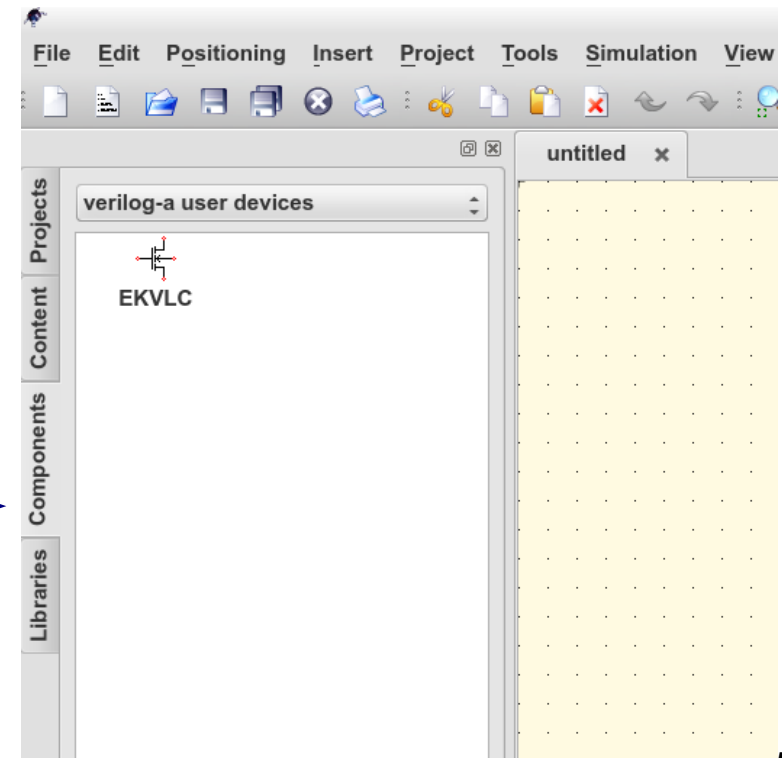 File Edit Positioning Insert Project Tools Simulation View
untitled
Projects
verilog-a user devices
EKVLC
Content
Components
Libraries